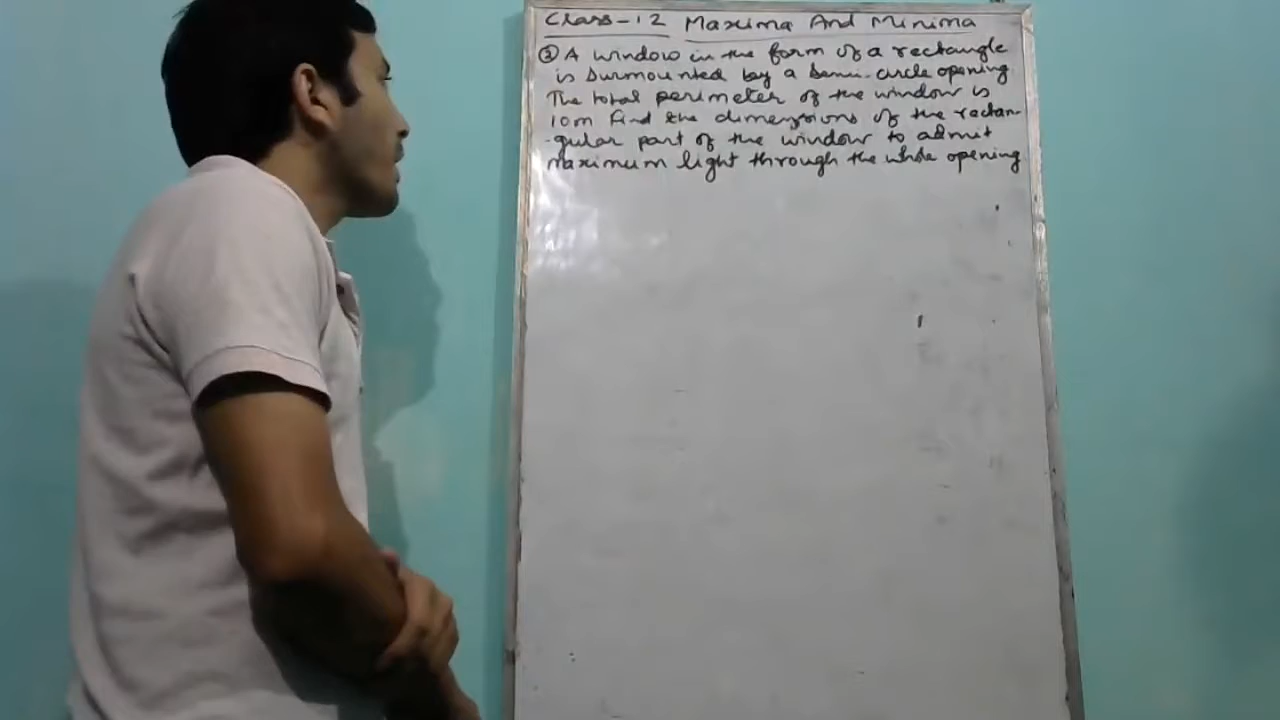 Class-12 Maxima And Minima
② A window in the form of a rectangle
is surmounted by a semi-circle opening
The total perimeter of the window is
10m find the dimensions of the rectan-
-gular part of the window to admit
maximum light through the whole opening